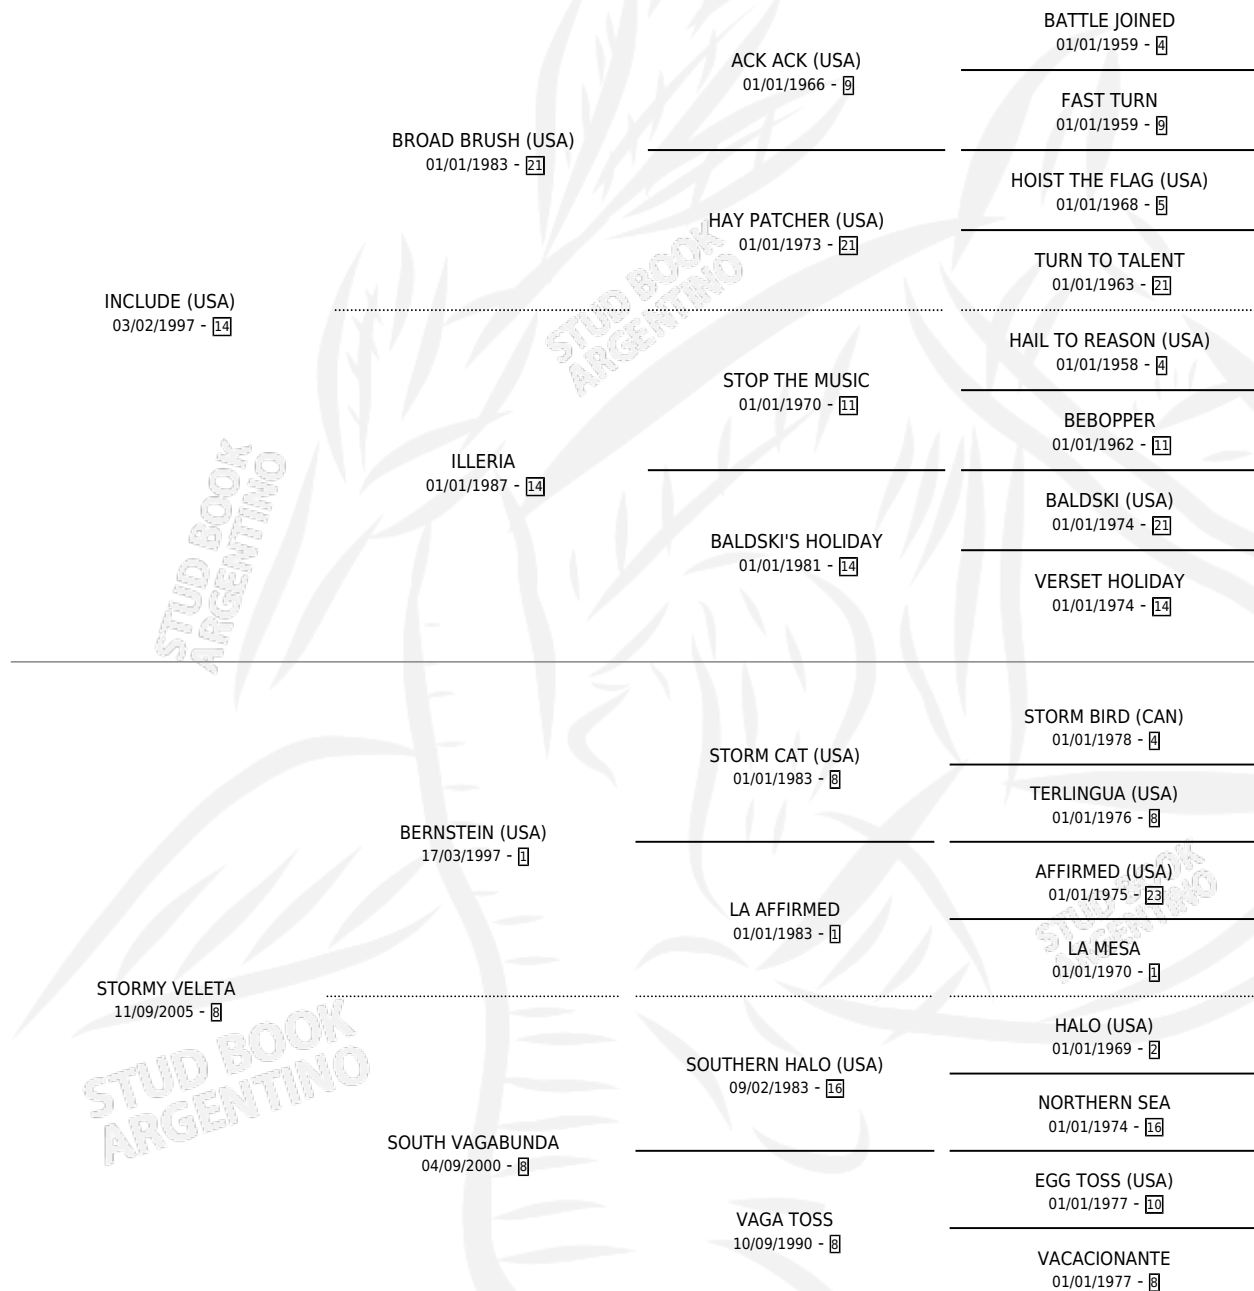 BATTLE JOINED
01/01/1959 - 4
ACK ACK (USA)
01/01/1966 - 9
FAST TURN
01/01/1959 - 9
BROAD BRUSH (USA)
01/01/1983 - 21
HOIST THE FLAG (USA)
01/01/1968 - 5
HAY PATCHER (USA)
01/01/1973 - 21
TURN TO TALENT
01/01/1963 - 21
INCLUDE (USA)
03/02/1997 - 14
STUD BOOK
ARGENTINO
HAIL TO REASON (USA)
01/01/1958 - 4
STOP THE MUSIC
01/01/1970 - 11
BEBOPPER
01/01/1962 - 11
ILLERIA
01/01/1987 - 14
BALDSKI (USA)
01/01/1974 - 21
BALDSKI'S HOLIDAY
01/01/1981 - 14
VERSET HOLIDAY
01/01/1974 - 14
STUD BOOK
ARGENTINO
STORM BIRD (CAN)
01/01/1978 - 4
STORM CAT (USA)
01/01/1983 - 8
TERLINGUA (USA)
01/01/1976 - 8
BERNSTEIN (USA)
17/03/1997 - 1
AFFIRMED (USA)
01/01/1975 - 23
LA AFFIRMED
01/01/1983 - 1
STUD BOOK
ARGENTINO
LA MESA
01/01/1970 - 1
STORMY VELETA
11/09/2005 - 8
HALO (USA)
01/01/1969 - 2
SOUTHERN HALO (USA)
09/02/1983 - 16
STUD BOOK
ARGENTINO
NORTHERN SEA
01/01/1974 - 16
SOUTH VAGABUNDA
04/09/2000 - 8
EGG TOSS (USA)
01/01/1977 - 10
VAGA TOSS
10/09/1990 - 8
VACACIONANTE
01/01/1977 - 8